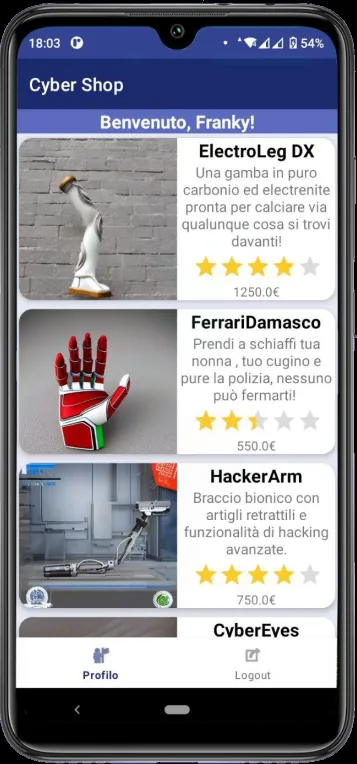 18:03 54%
Cyber Shop
Benvenuto, Franky!
ElectroLeg DX
Una gamba in puro
carbonio ed electrenite
pronta per calciare via
qualunque cosa si trovi
davanti!
1250.0€
FerrariDamasco
Prendi a schiaffi tua
nonna , tuo cugino e
pure la polizia, nessuno
può fermarti!
550.0€
HackerArm
Braccio bionico con
artigli retrattili e
funzionalità di hacking
avanzate.
750.0€
CyberEyes
Profilo
Logout